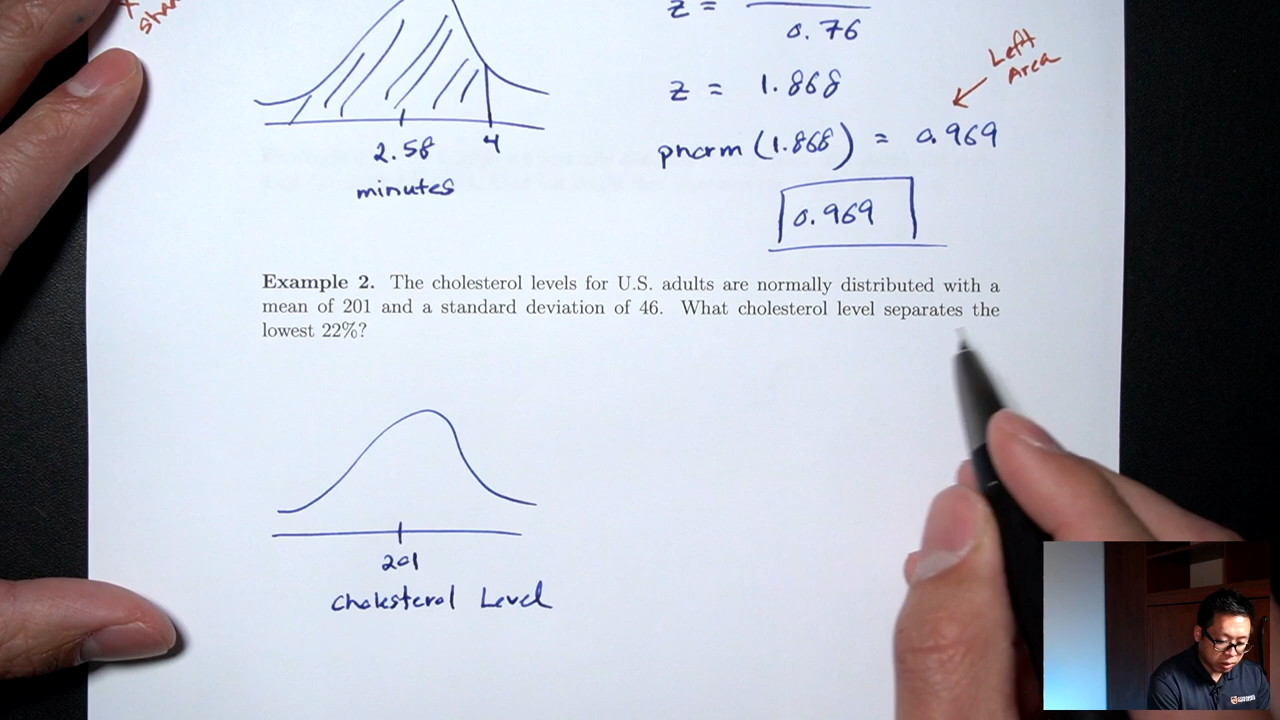 z =
0.76
Left
Area
z = 1.868
pnorm (1.868) = 0.969
2.58 4
minutes
0.969
Example 2. The cholesterol levels for U.S. adults are normally distributed with a
mean of 201 and a standard deviation of 46. What cholesterol level separates the
lowest 22%?
201
Cholesterol Level